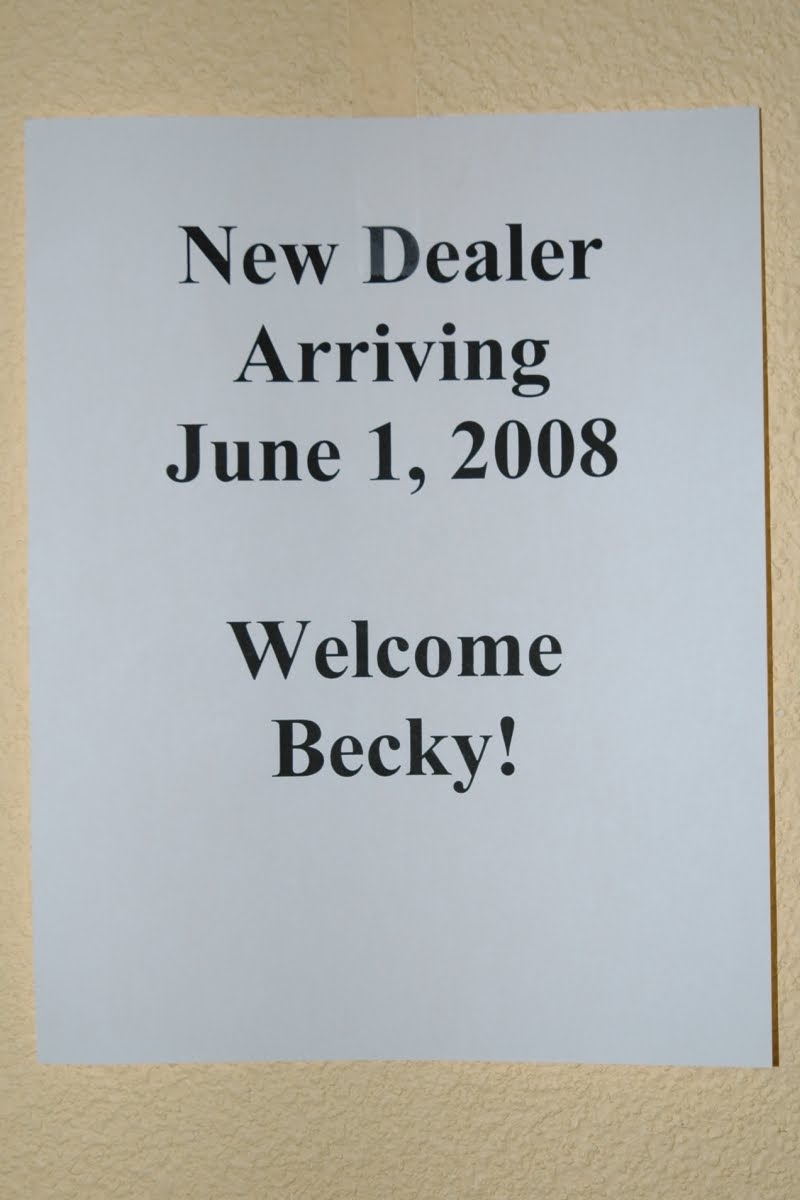 New Dealer
Arriving
June 1, 2008
Welcome
Becky!